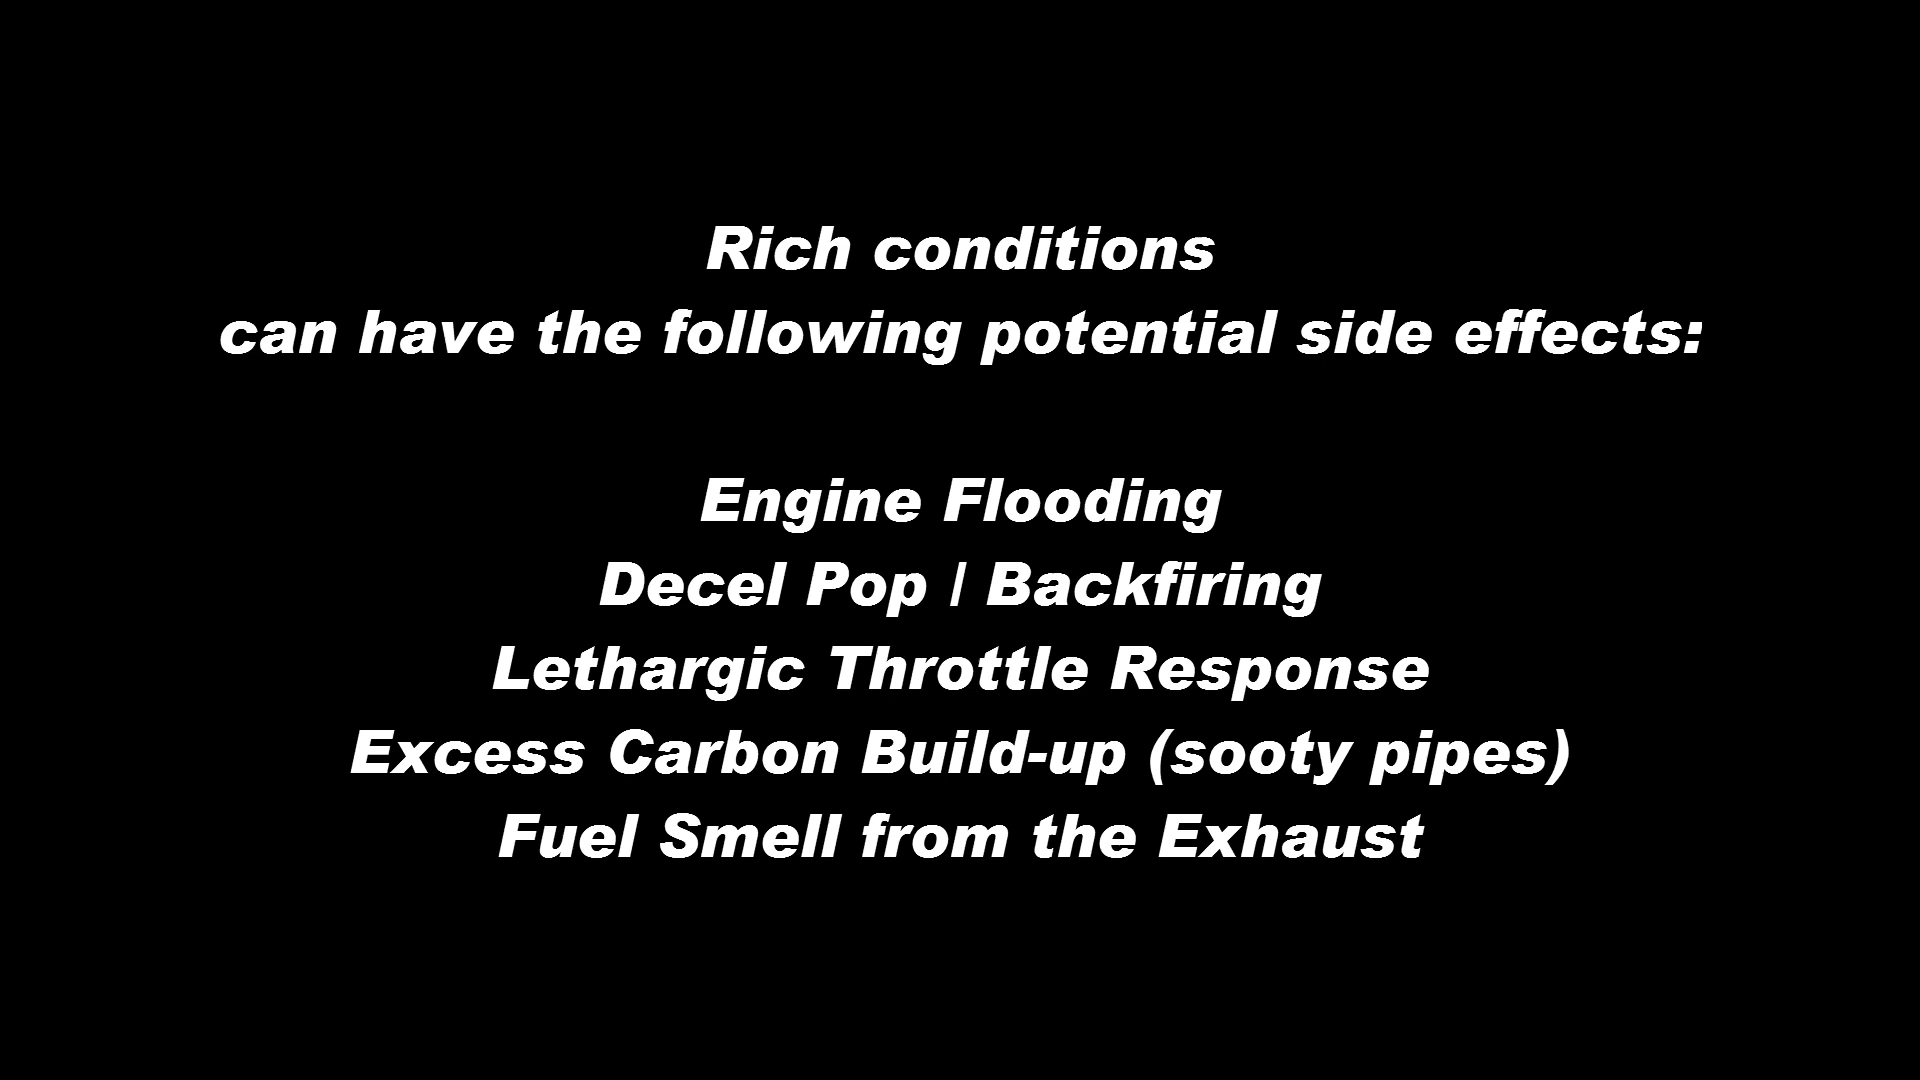 Rich conditions
can have the following potential side effects:
Engine Flooding
Decel Pop / Backfiring
Lethargic Throttle Response
Excess Carbon Build-up (sooty pipes)
Fuel Smell from the Exhaust